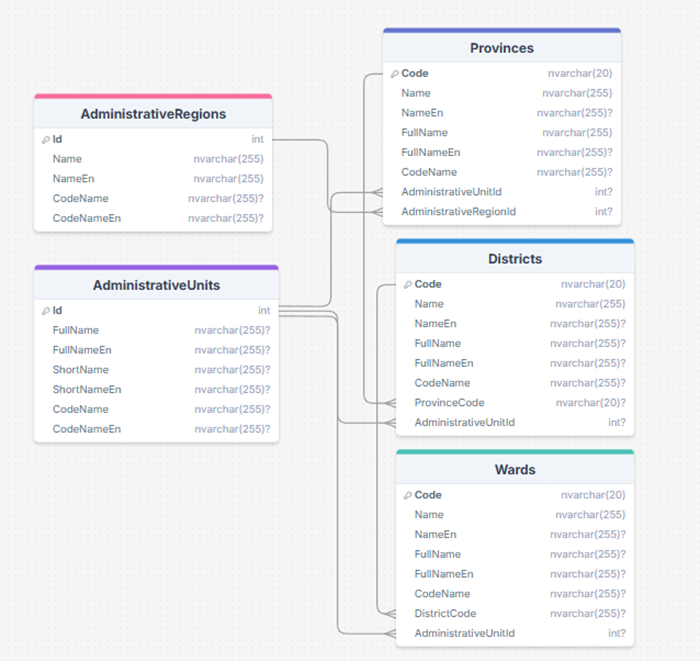 AdministrativeRegions
Id int
Name nvarchar(255)
NameEn nvarchar(255)
CodeName nvarchar(255)?
CodeNameEn nvarchar(255)?
AdministrativeUnits
Id int
FullName nvarchar(255)?
FullNameEn nvarchar(255)?
ShortName nvarchar(255)?
ShortNameEn nvarchar(255)?
CodeName nvarchar(255)?
CodeNameEn nvarchar(255)?
Provinces
Code nvarchar(20)
Name nvarchar(255)
NameEn nvarchar(255)?
FullName nvarchar(255)
FullNameEn nvarchar(255)?
CodeName nvarchar(255)?
AdministrativeUnitId int?
AdministrativeRegionId int?
Districts
Code nvarchar(20)
Name nvarchar(255)
NameEn nvarchar(255)?
FullName nvarchar(255)?
FullNameEn nvarchar(255)?
CodeName nvarchar(255)?
ProvinceCode nvarchar(20)?
AdministrativeUnitId int?
Wards
Code nvarchar(20)
Name nvarchar(255)
NameEn nvarchar(255)?
FullName nvarchar(255)?
FullNameEn nvarchar(255)?
CodeName nvarchar(255)?
DistrictCode nvarchar(255)?
AdministrativeUnitId int?